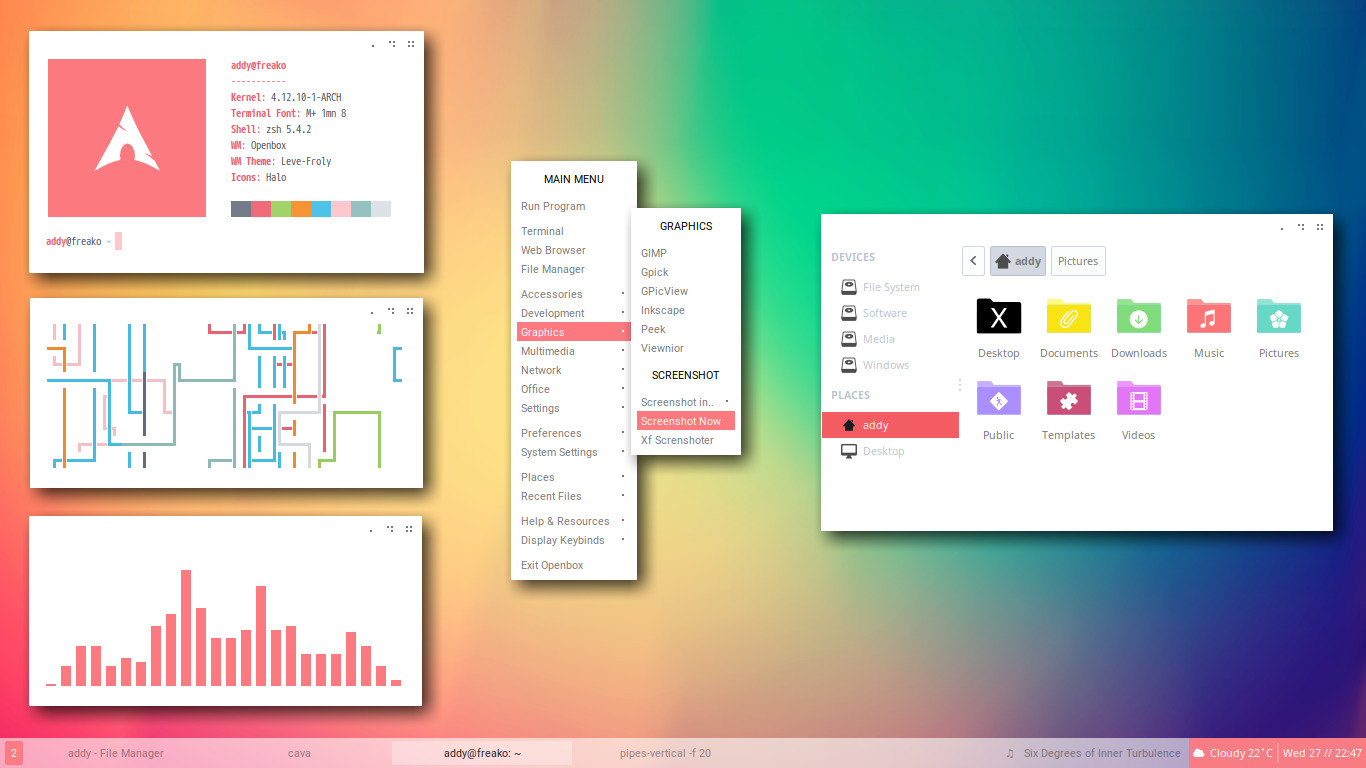 addy@freako
-----------
Kernel: 4.12.10-1-ARCH
Terminal Font: M+ 1mn 8
Shell: zsh 5.4.2
WM: Openbox
WM Theme: Leve-Froly
Icons: Halo
addy@freako ~
MAIN MENU
Run Program
Terminal
Web Browser
File Manager
Accessories
Development
Graphics
Multimedia
Network
Office
Settings
Preferences
System Settings
Places
Recent Files
Help & Resources
Display Keybinds
Exit Openbox
GRAPHICS
GIMP
Gpick
GPicView
Inkscape
Peek
Viewnior
SCREENSHOT
Screenshot in..
Screenshot Now
Xf Scrnshoter
DEVICES
File System
Software
Media
Windows
PLACES
addy
Desktop
addy
Pictures
X
Desktop
Documents
Downloads
Music
Pictures
Public
Templates
Videos
2
addy - File Manager
cava
addy@freako: ~
pipes-vertical -f 20
♫ Six Degrees of Inner Turbulence
Cloudy 22˚C
Wed 27 // 22:47